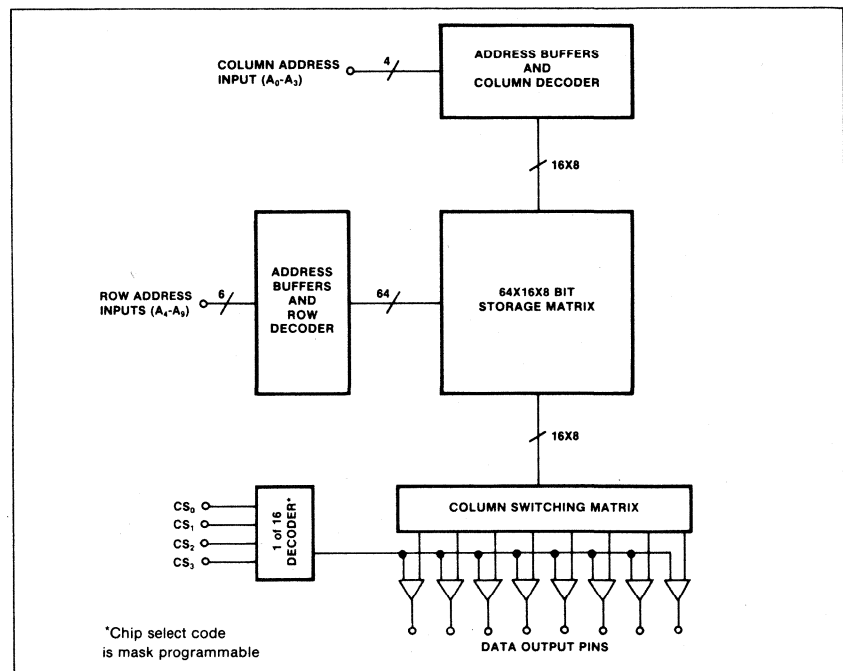 ADDRESS BUFFERS
AND
COLUMN DECODER
COLUMN ADDRESS
INPUT (A₀-A₃)
4
16X8
ADDRESS
BUFFERS
AND
ROW
DECODER
ROW ADDRESS
INPUTS (A₄-A₉)
6
64
64X16X8 BIT
STORAGE MATRIX
16X8
COLUMN SWITCHING MATRIX
CS₀
CS₁
CS₂
CS₃
1 of 16
DECODER*
*Chip select code
is mask programmable
DATA OUTPUT PINS